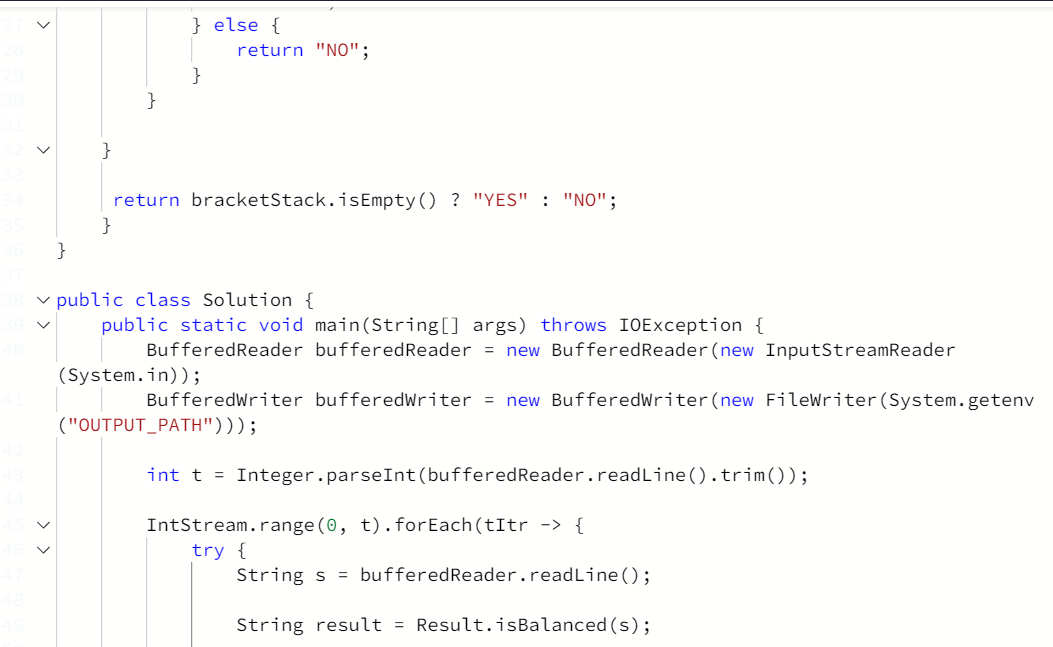 27 } else {
28 return "NO";
29 }
30 }
31
32 }
33
34 return bracketStack.isEmpty() ? "YES" : "NO";
35 }
36 }
37
38 public class Solution {
39 public static void main(String[] args) throws IOException {
40 BufferedReader bufferedReader = new BufferedReader(new InputStreamReader
(System.in));
41 BufferedWriter bufferedWriter = new BufferedWriter(new FileWriter(System.getenv
("OUTPUT_PATH")));
42
43 int t = Integer.parseInt(bufferedReader.readLine().trim());
44
45 IntStream.range(0, t).forEach(tItr -> {
46 try {
47 String s = bufferedReader.readLine();
48
49 String result = Result.isBalanced(s);